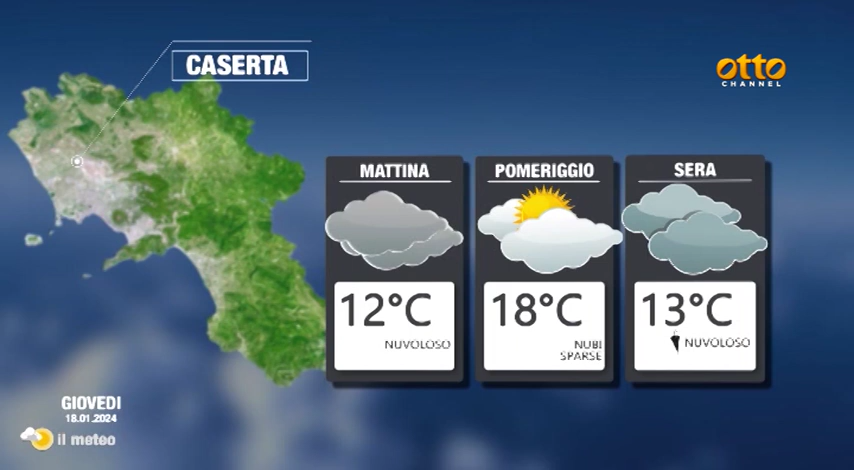 CASERTA
otto
CHANNEL
MATTINA
POMERIGGIO
SERA
12°C
NUVOLOSO
18°C
NUBI
SPARSE
13°C
NUVOLOSO
GIOVEDI
18.01.2024
il meteo